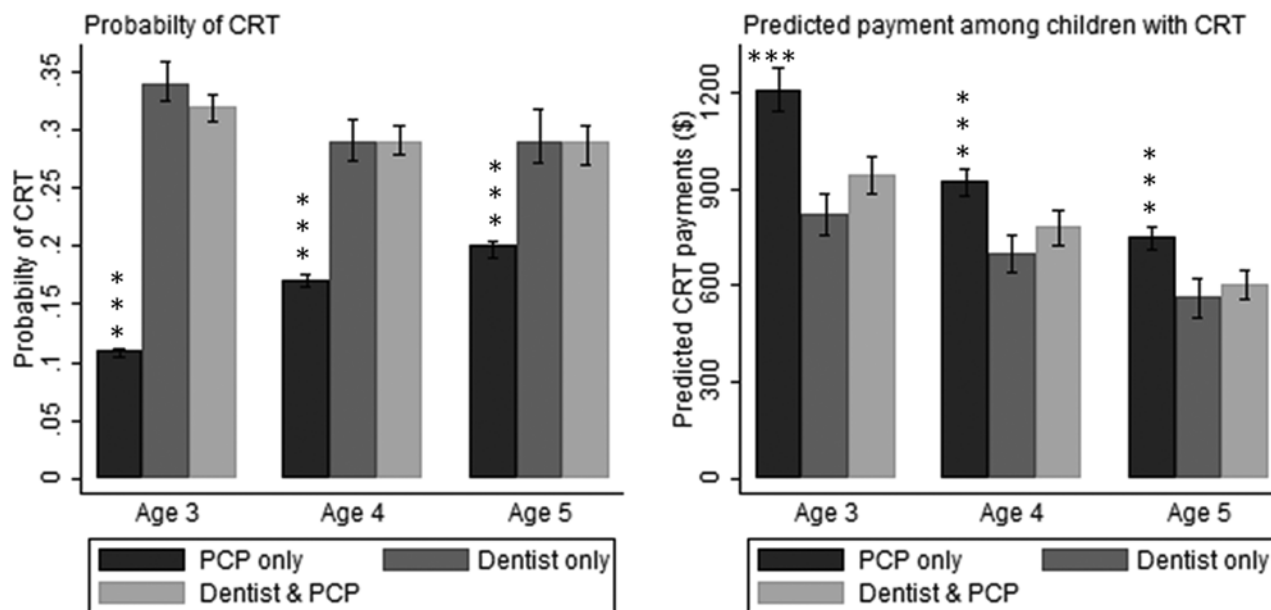 Probabilty of CRT
Probability of CRT
.35
.3
.25
.2
.15
.1
.05
0
***
***
***
Age 3
Age 4
Age 5
PCP only
Dentist only
Dentist & PCP
Predicted payment among children with CRT
Predicted CRT payments ($)
1200
900
600
300
0
***
***
***
Age 3
Age 4
Age 5
PCP only
Dentist only
Dentist & PCP